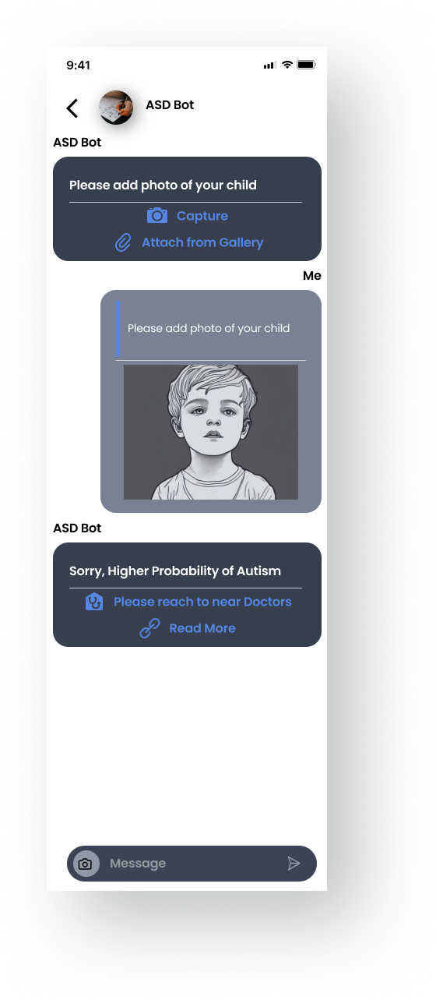 9:41
ASD Bot
ASD Bot
Please add photo of your child
Capture
Attach from Gallery
Me
Please add photo of your child
ASD Bot
Sorry, Higher Probability of Autism
Please reach to near Doctors
Read More
Message